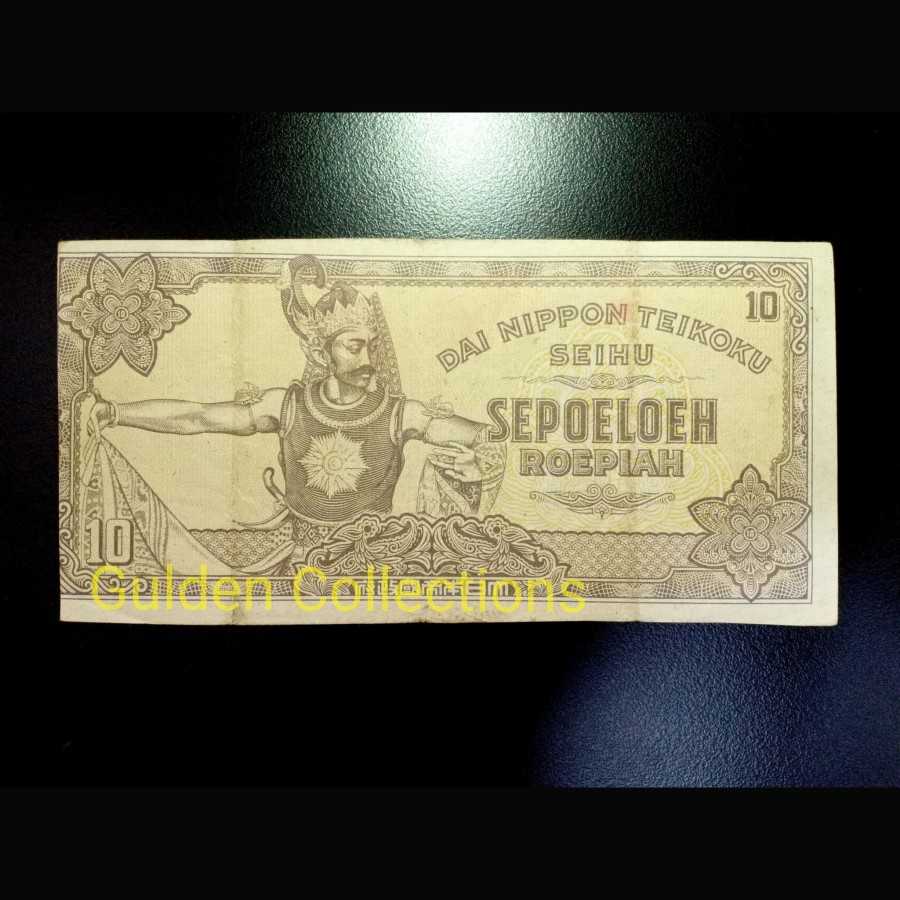 10
DAI NIPPON TEIKOKU
SEIHU
SEPOELOEH
ROEPIAH
10
Gulden Collections